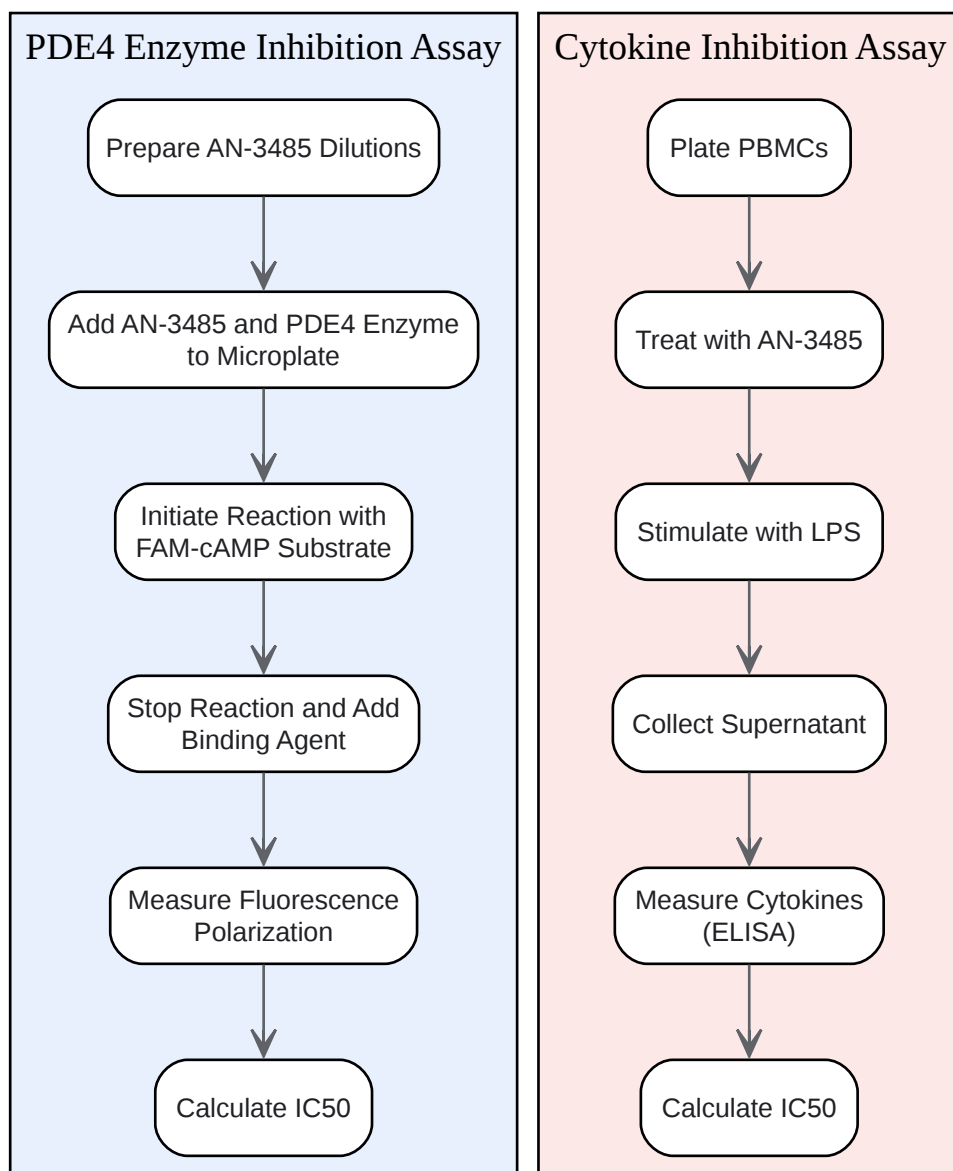 PDE4 Enzyme Inhibition Assay
Prepare AN-3485 Dilutions
Add AN-3485 and PDE4 Enzyme
to Microplate
Initiate Reaction with
FAM-cAMP Substrate
Stop Reaction and Add
Binding Agent
Measure Fluorescence
Polarization
Calculate IC50
Cytokine Inhibition Assay
Plate PBMCs
Treat with AN-3485
Stimulate with LPS
Collect Supernatant
Measure Cytokines
(ELISA)
Calculate IC50